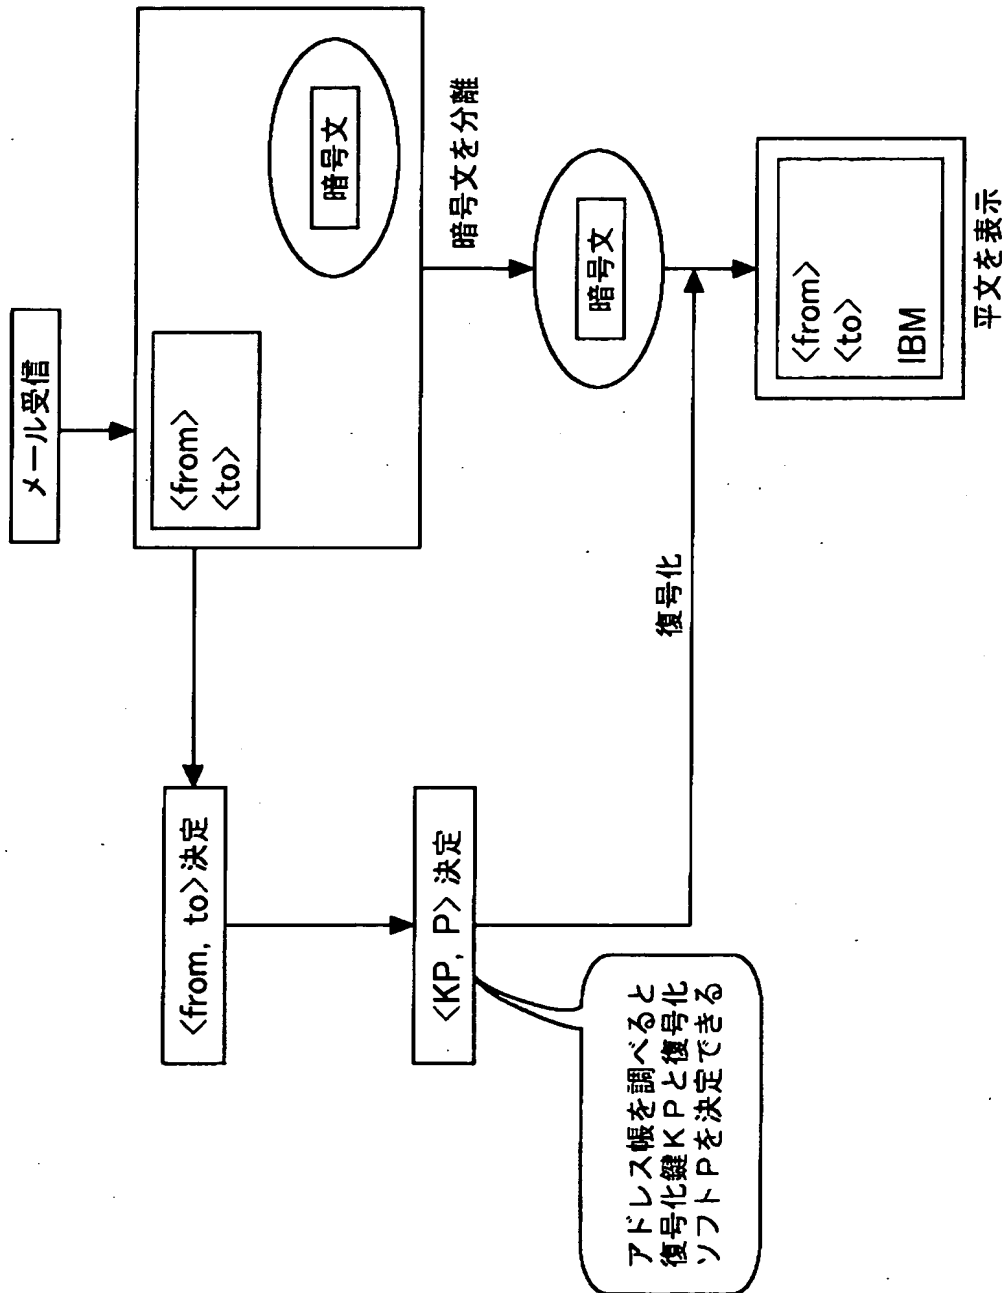 メール受信
<from>
<to>
暗号文
暗号文を分離
<from, to>決定
暗号文
<KP, P>決定
復号化
アドレス帳を調べると
復号化鍵KPと復号化
ソフトPを決定できる
<from>
<to>
IBM
平文を表示